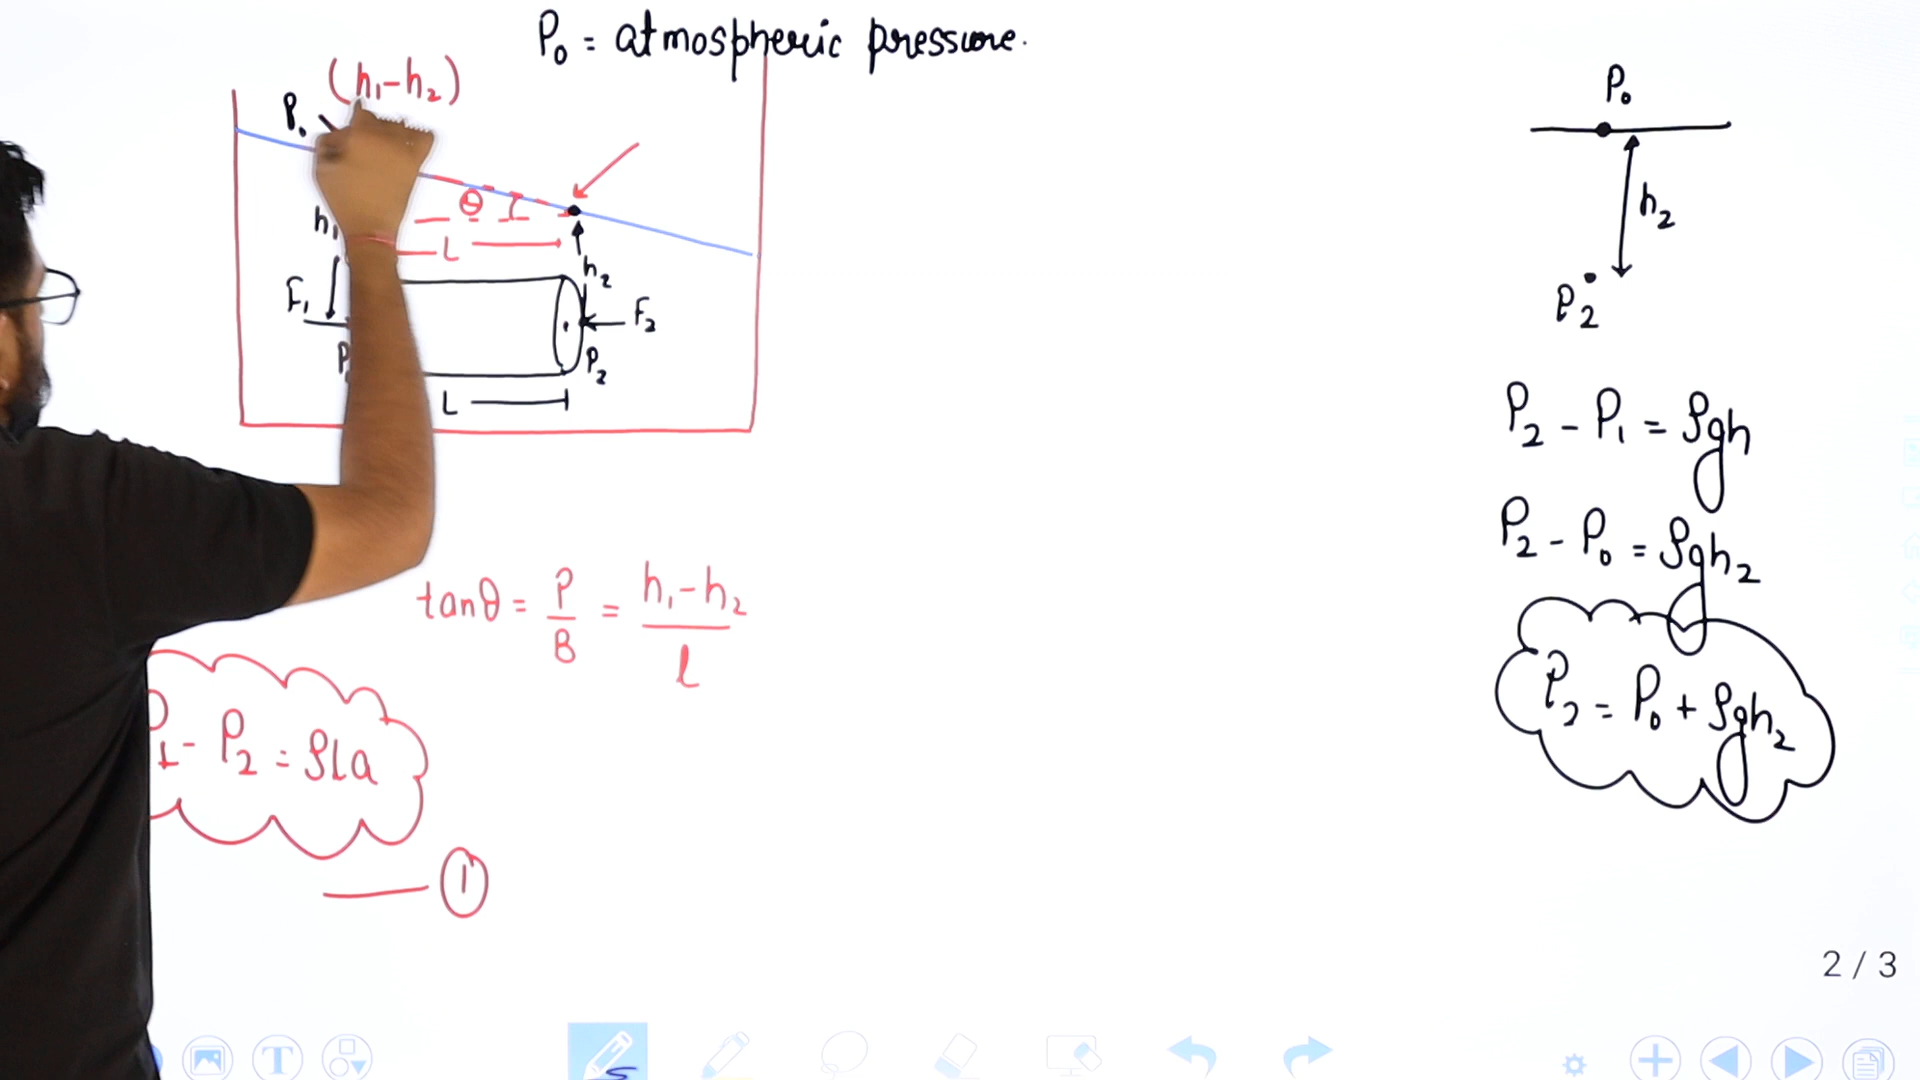 P₀ = atmospheric pressure.
(h₁-h₂)
P₀
θ
h₁
L
h₂
F₁
F₂
P₂
L
tanθ = P/B = h₁-h₂/l
P₂ = ρLa
①
P₀
h₂
P₂
P₂ - P₁ = ρgh
P₂ - P₀ = ρgh₂
P₂ = P₀ + ρgh₂
2 / 3
T